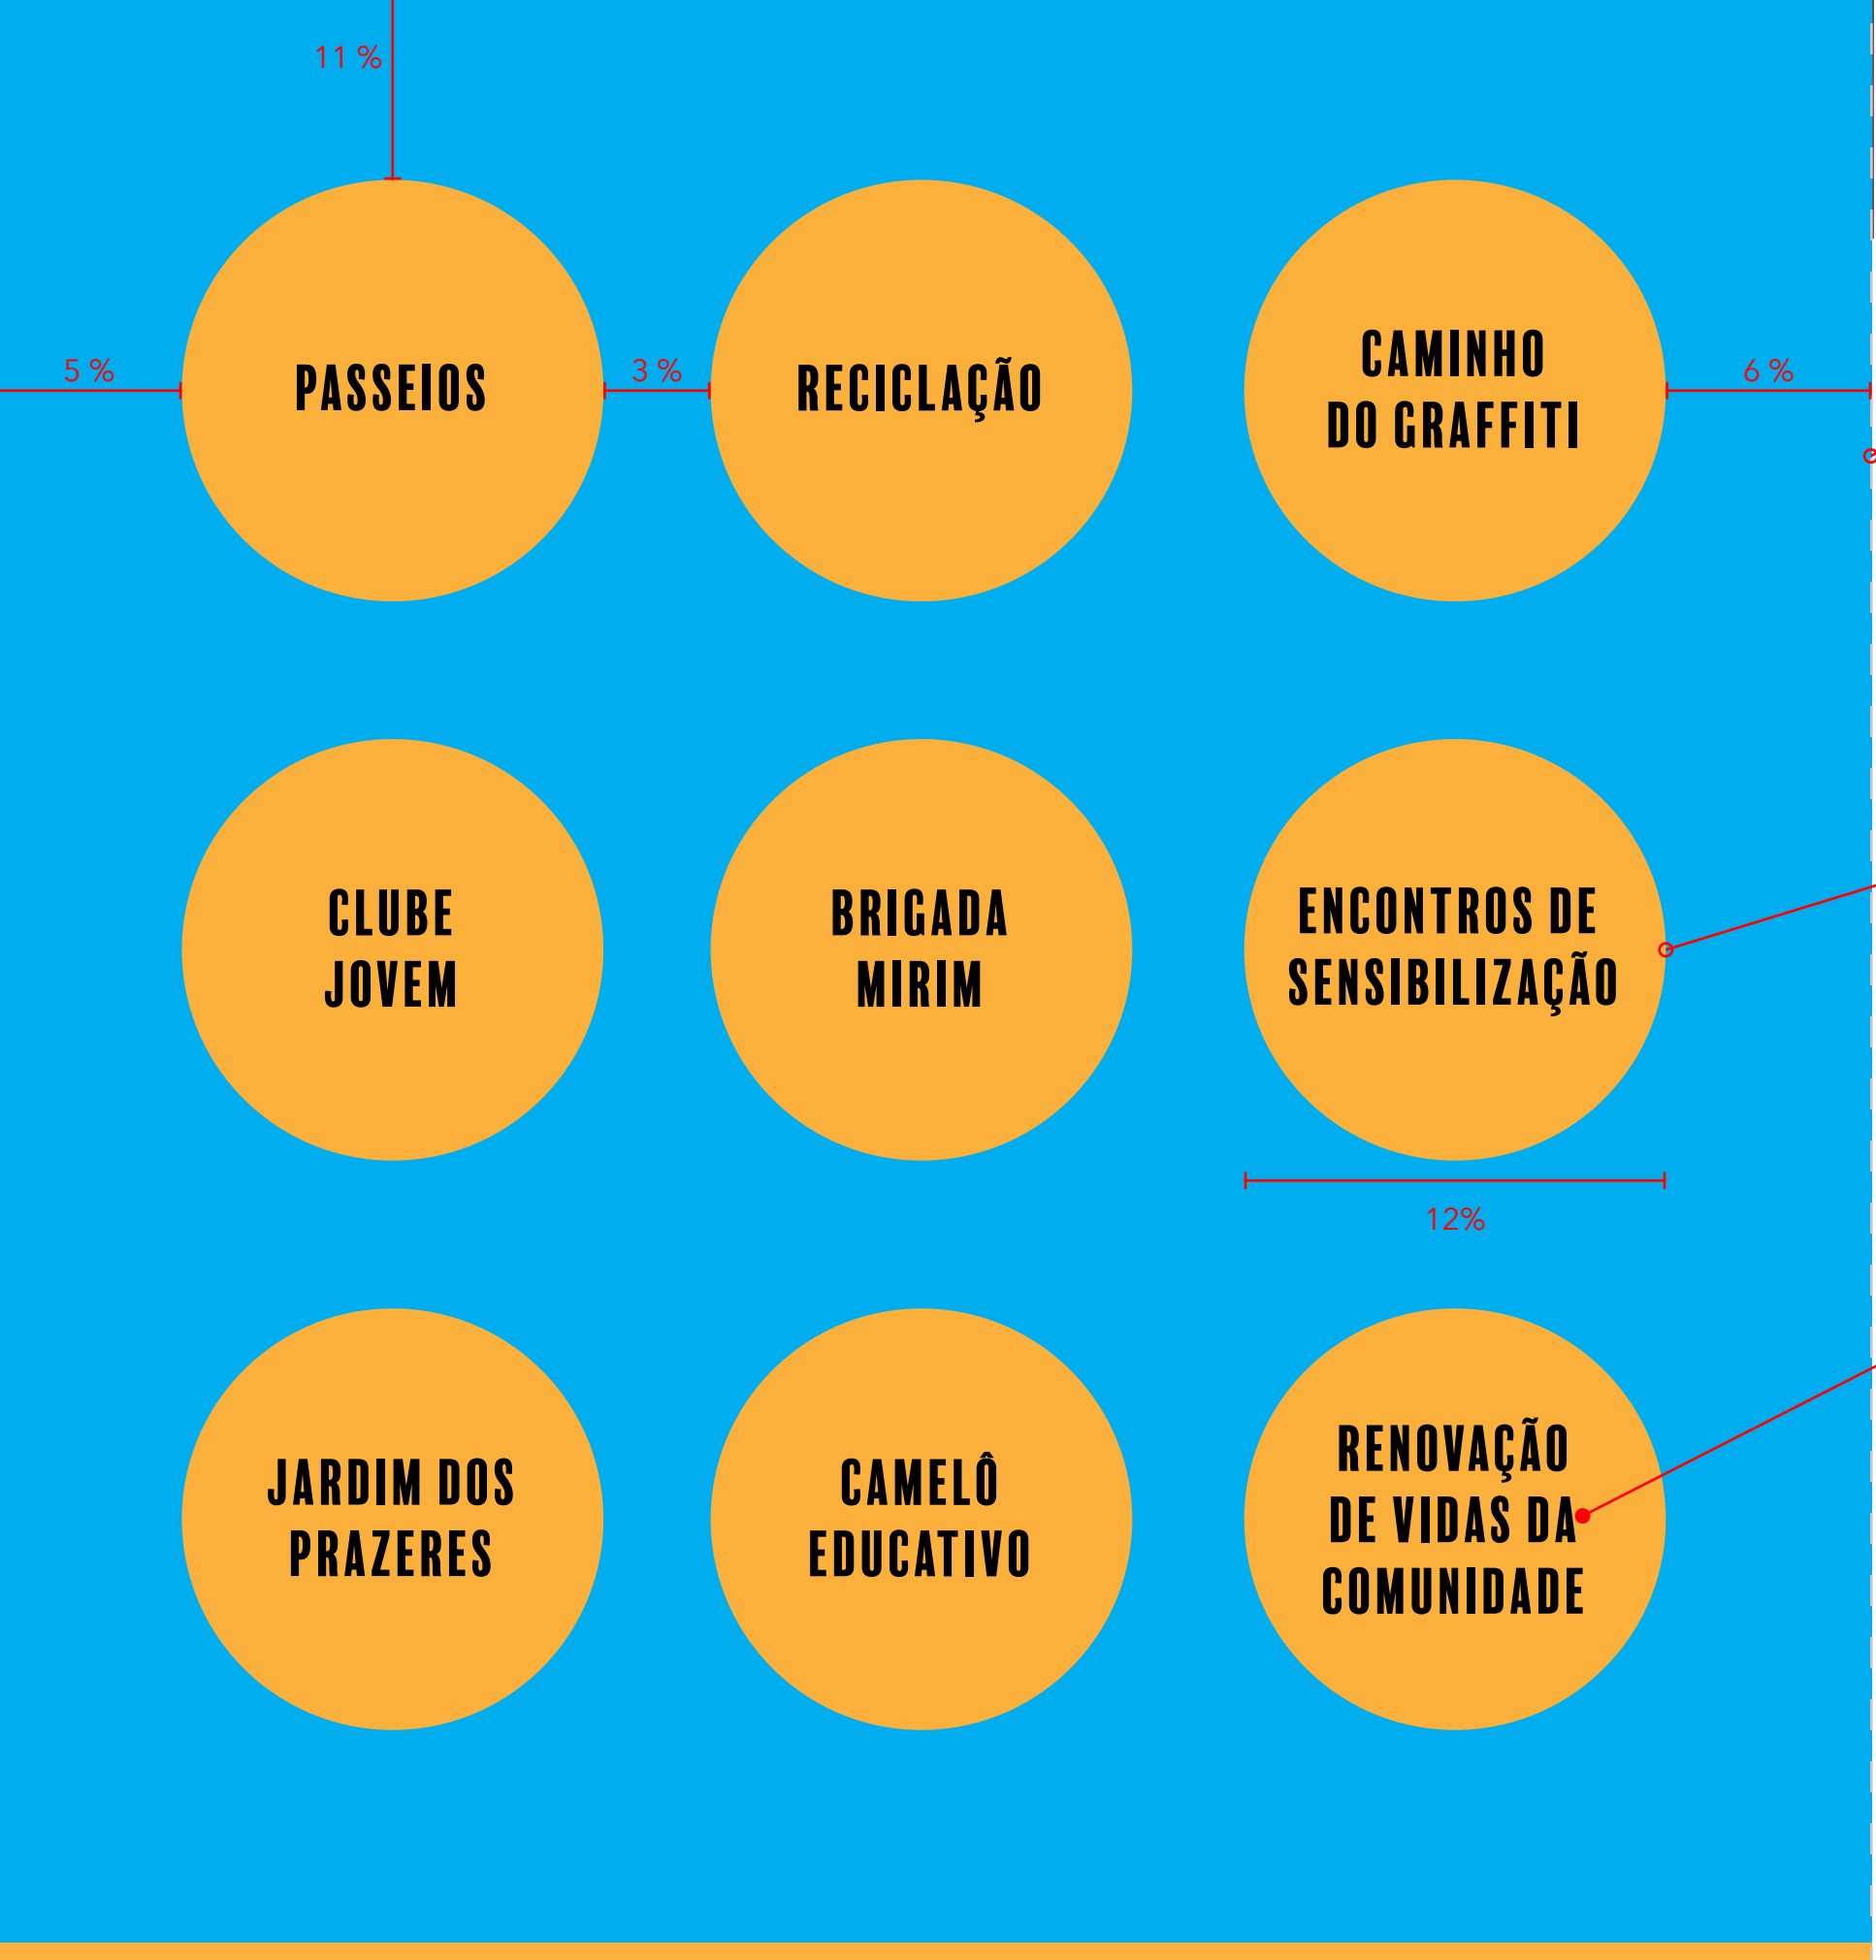 11 %
PASSEIOS
RECICLAÇÃO
CAMINHO
DO GRAFFITI
5 %
3 %
6 %
CLUBE
JOVEM
BRIGADA
MIRIM
ENCONTROS DE
SENSIBILIZAÇÃO
12%
JARDIM DOS
PRAZERES
CAMELÔ
EDUCATIVO
RENOVAÇÃO
DE VIDAS DA
COMUNIDADE